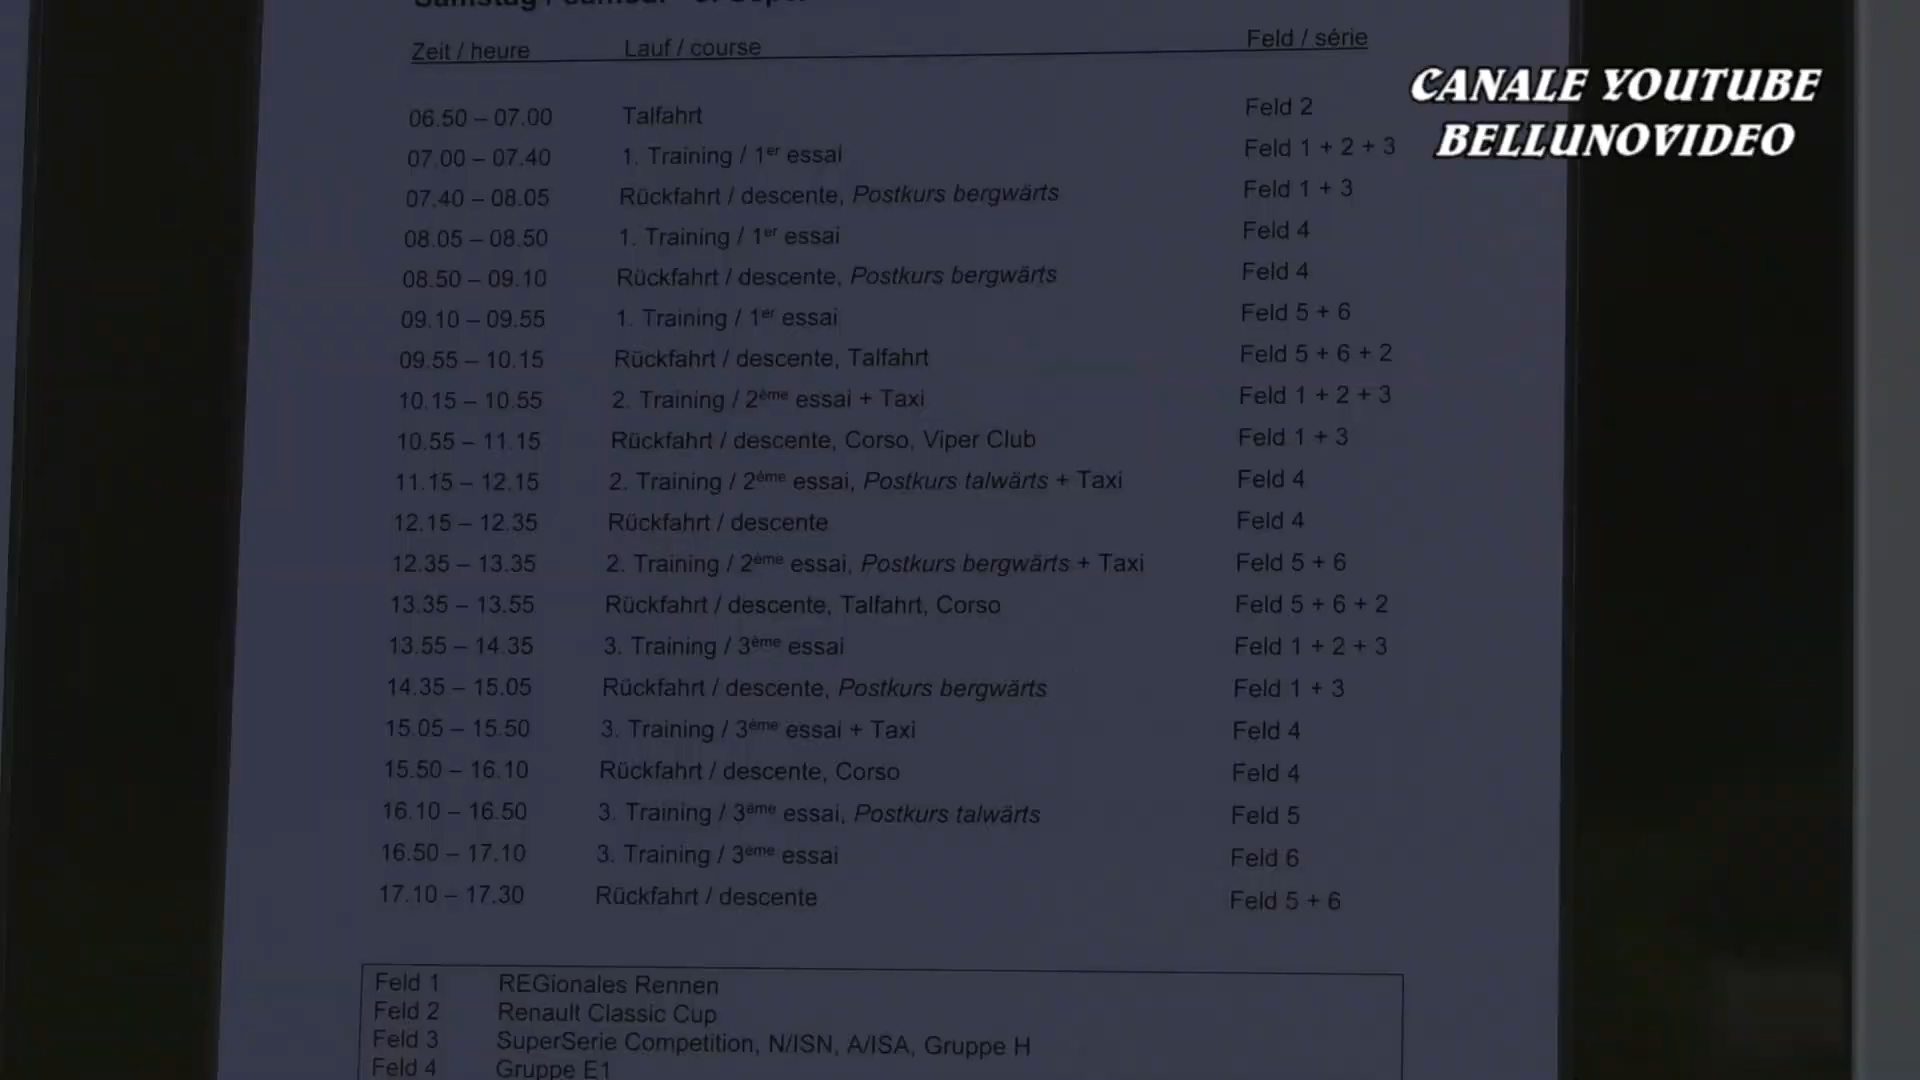 Zeit / heure Lauf / course Feld / série
CANALE YOUTUBE
BELLUNOVIDEO
06.50 – 07.00 Talfahrt Feld 2
07.00 – 07.40 1. Training / 1er essai Feld 1 + 2 + 3
07.40 – 08.05 Rückfahrt / descente, Postkurs bergwärts Feld 1 + 3
08.05 – 08.50 1. Training / 1er essai Feld 4
08.50 – 09.10 Rückfahrt / descente, Postkurs bergwärts Feld 4
09.10 – 09.55 1. Training / 1er essai Feld 5 + 6
09.55 – 10.15 Rückfahrt / descente, Talfahrt Feld 5 + 6 + 2
10.15 – 10.55 2. Training / 2ème essai + Taxi Feld 1 + 2 + 3
10.55 – 11.15 Rückfahrt / descente, Corso, Viper Club Feld 1 + 3
11.15 – 12.15 2. Training / 2ème essai, Postkurs talwärts + Taxi Feld 4
12.15 – 12.35 Rückfahrt / descente Feld 4
12.35 – 13.35 2. Training / 2ème essai, Postkurs bergwärts + Taxi Feld 5 + 6
13.35 – 13.55 Rückfahrt / descente, Talfahrt, Corso Feld 5 + 6 + 2
13.55 – 14.35 3. Training / 3ème essai Feld 1 + 2 + 3
14.35 – 15.05 Rückfahrt / descente, Postkurs bergwärts Feld 1 + 3
15.05 – 15.50 3. Training / 3ème essai + Taxi Feld 4
15.50 – 16.10 Rückfahrt / descente, Corso Feld 4
16.10 – 16.50 3. Training / 3ème essai, Postkurs talwärts Feld 5
16.50 – 17.10 3. Training / 3ème essai Feld 6
17.10 – 17.30 Rückfahrt / descente Feld 5 + 6
Feld 1 REGionales Rennen
Feld 2 Renault Classic Cup
Feld 3 SuperSerie Competition, N/ISN, A/ISA, Gruppe H
Feld 4 Gruppe E1